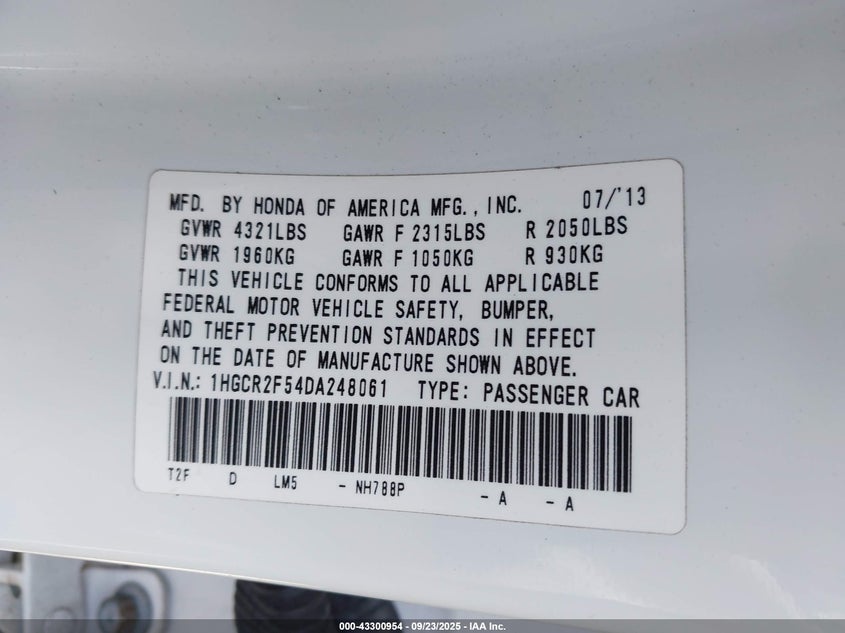 MFD. BY HONDA OF AMERICA MFG., INC. 07/'13
GVWR 4321LBS GAWR F 2315LBS R 2050LBS
GVWR 1960KG GAWR F 1050KG R 930KG
THIS VEHICLE CONFORMS TO ALL APPLICABLE
FEDERAL MOTOR VEHICLE SAFETY, BUMPER,
AND THEFT PREVENTION STANDARDS IN EFFECT
ON THE DATE OF MANUFACTURE SHOWN ABOVE.
V.I.N.: 1HGCR2F54DA248061 TYPE: PASSENGER CAR
T2F D LM5 - NH788P - A - A
000-43300954 - 09/23/2025 - IAA Inc.